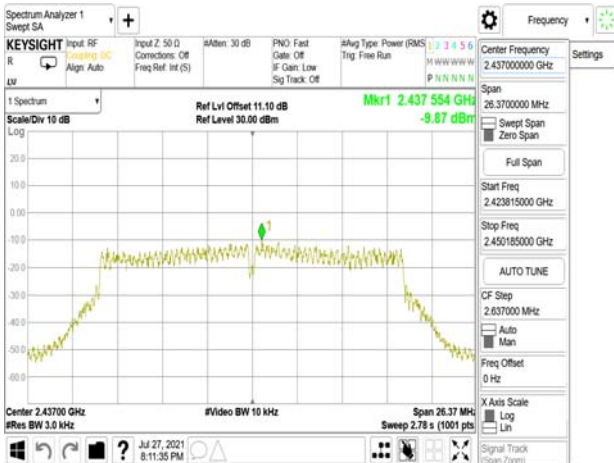 Spectrum Analyzer 1
Swept SA
+
Frequency
KEYSIGHT
R
Input: RF
Coupling: DC
Align: Auto
Input Z: 50 Ω
Corrections: Off
Freq Ref: Int (S)
#Atten: 30 dB
PNO: Fast
Gate: Off
IF Gain: Low
Sig Track: Off
#Avg Type: Power (RMS
Trig: Free Run
1 2 3 4 5 6
M W W W W W
P N N N N N
Center Frequency
2.437000000 GHz
Settings
Span
26.3700000 MHz
Swept Span
Zero Span
Full Span
Start Freq
2.423815000 GHz
Stop Freq
2.450185000 GHz
AUTO TUNE
CF Step
2.637000 MHz
Auto
Man
Freq Offset
0 Hz
X Axis Scale
Log
Lin
Signal Track
(Span Zoom)
1 Spectrum
Scale/Div 10 dB
Ref Lvl Offset 11.10 dB
Ref Level 30.00 dBm
Mkr1 2.437 554 GHz
-9.87 dBm
Log
20.0
10.0
0.00
-10.0
-20.0
-30.0
-40.0
-50.0
-60.0
1
Center 2.43700 GHz
#Res BW 3.0 kHz
#Video BW 10 kHz
Span 26.37 MHz
Sweep 2.78 s (1001 pts)
?
Jul 27, 2021
8:11:35 PM